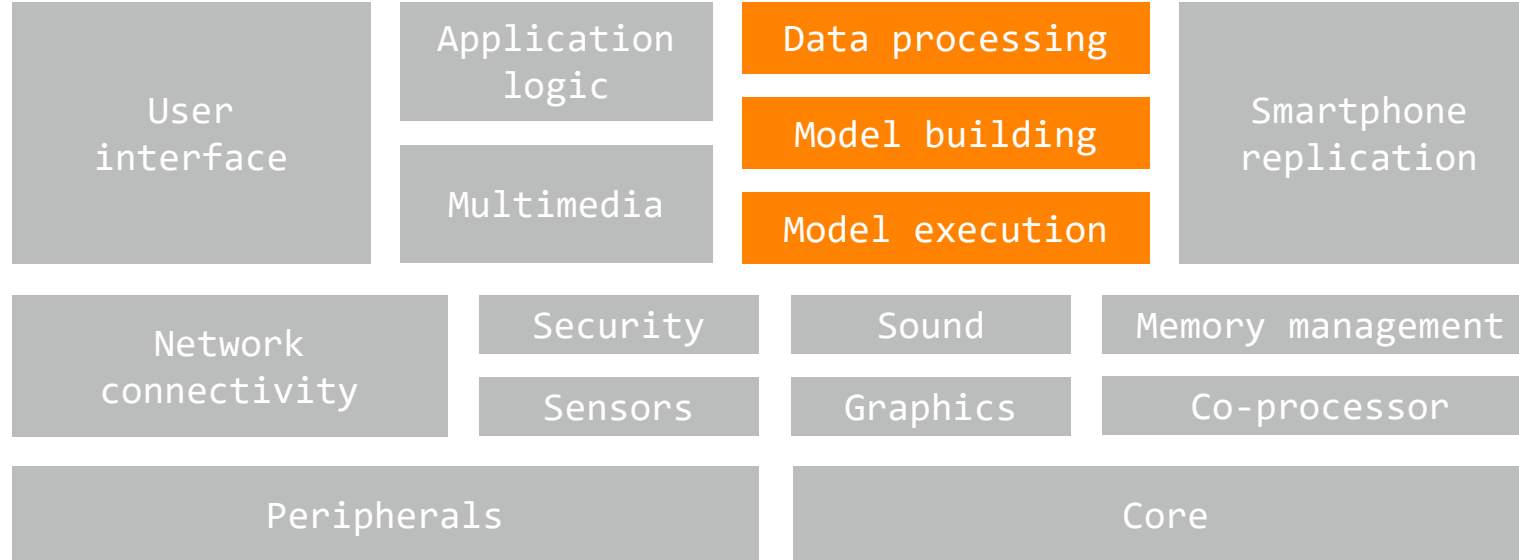 User
interface
Application
logic
Multimedia
Data processing
Model building
Model execution
Smartphone
replication
Network
connectivity
Security
Sound
Memory management
Sensors
Graphics
Co-processor
Peripherals
Core